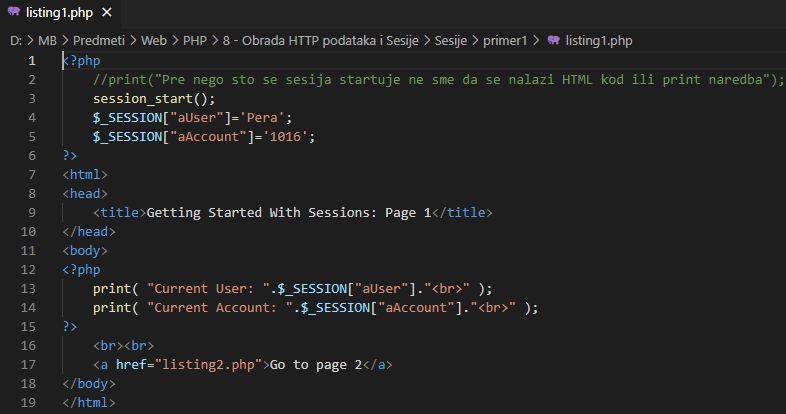 listing1.php
D: > MB > Predmeti > Web > PHP > 8 - Obrada HTTP podataka i Sesije > Sesije > primer1 > listing1.php
1 <?php
2 //print("Pre nego sto se sesija startuje ne sme da se nalazi HTML kod ili print naredba");
3 session_start();
4 $_SESSION["aUser"]='Pera';
5 $_SESSION["aAccount"]='1016';
6 ?>
7 <html>
8 <head>
9 <title>Getting Started With Sessions: Page 1</title>
10 </head>
11 <body>
12 <?php
13 print( "Current User: ".$_SESSION["aUser"]."<br>" );
14 print( "Current Account: ".$_SESSION["aAccount"]."<br>" );
15 ?>
16 <br><br>
17 <a href="listing2.php">Go to page 2</a>
18 </body>
19 </html>